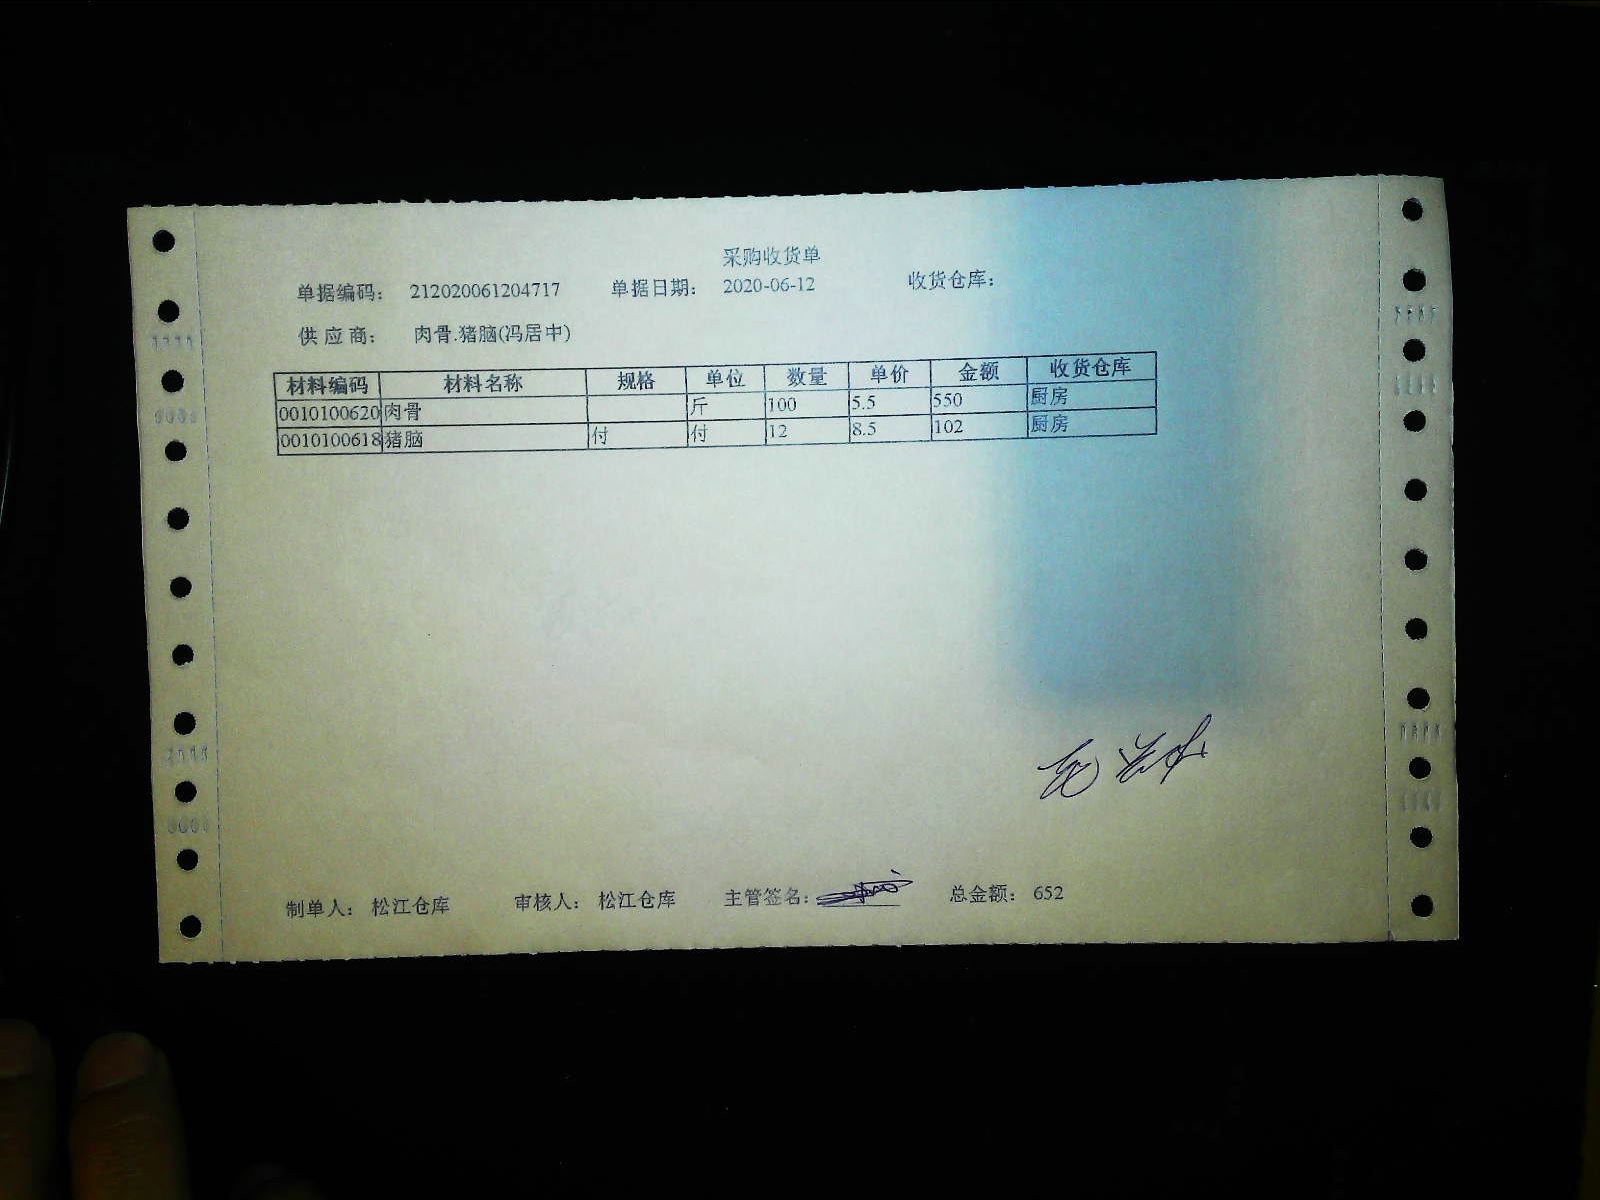 采购收货单
单据编码: 212020061204717 单据日期: 2020-06-12 收货仓库:
供应商: 肉骨.猪脑(冯居中)
材料编码 材料名称 规格 单位 数量 单价 金额 收货仓库
0010100620 肉骨 斤 100 5.5 550 厨房
0010100618 猪脑 付 付 12 8.5 102 厨房
制单人: 松江仓库 审核人: 松江仓库 主管签名: 总金额: 652